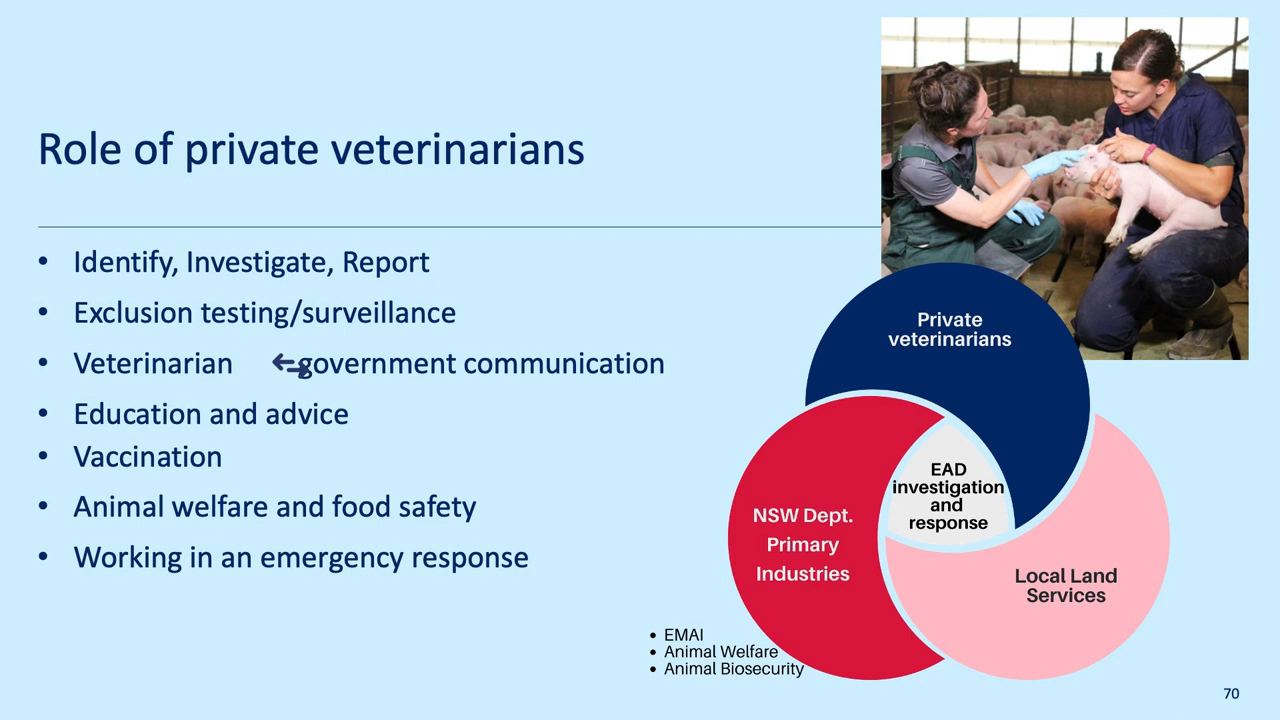 Role of private veterinarians
• Identify, Investigate, Report
• Exclusion testing/surveillance
• Veterinarian ⇆ government communication
• Education and advice
• Vaccination
• Animal welfare and food safety
• Working in an emergency response
Private
veterinarians
EAD
investigation
and
response
NSW Dept.
Primary
Industries
Local Land
Services
• EMAI
• Animal Welfare
• Animal Biosecurity
70